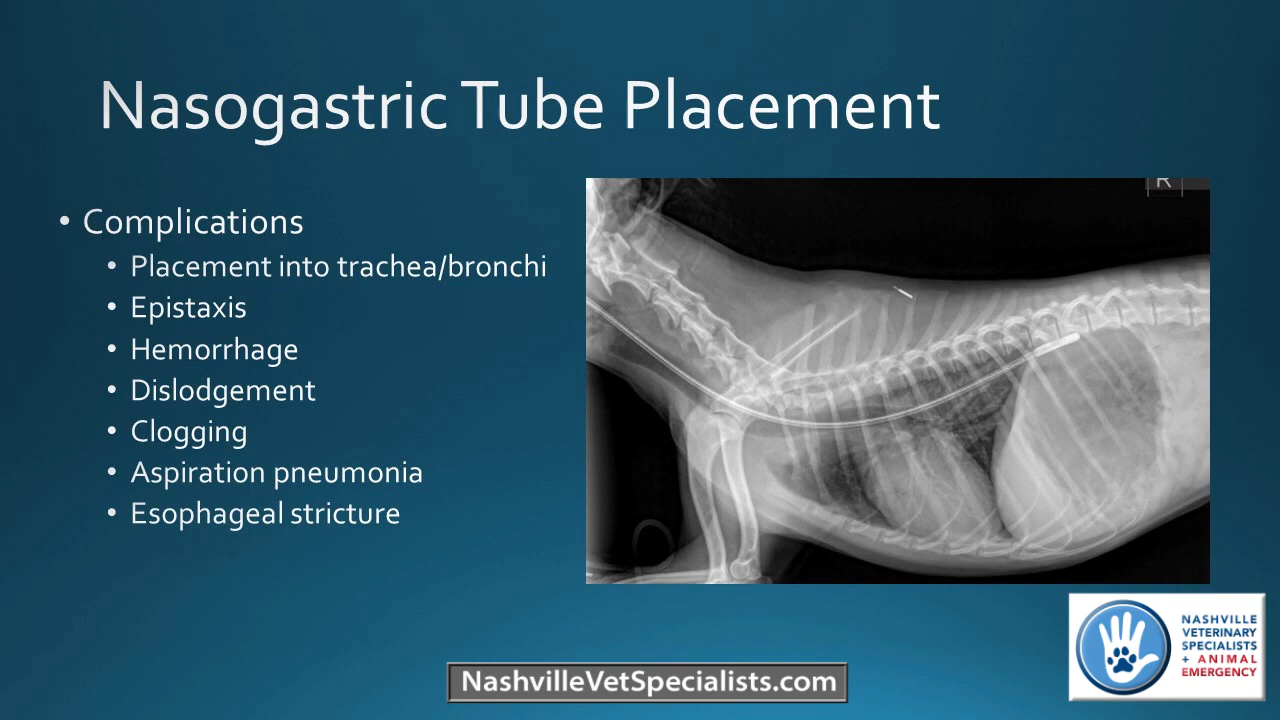 Nasogastric Tube Placement
• Complications
• Placement into trachea/bronchi
• Epistaxis
• Hemorrhage
• Dislodgement
• Clogging
• Aspiration pneumonia
• Esophageal stricture
R
NASHVILLE
VETERINARY
SPECIALISTS
+ ANIMAL
EMERGENCY
NashvilleVetSpecialists.com